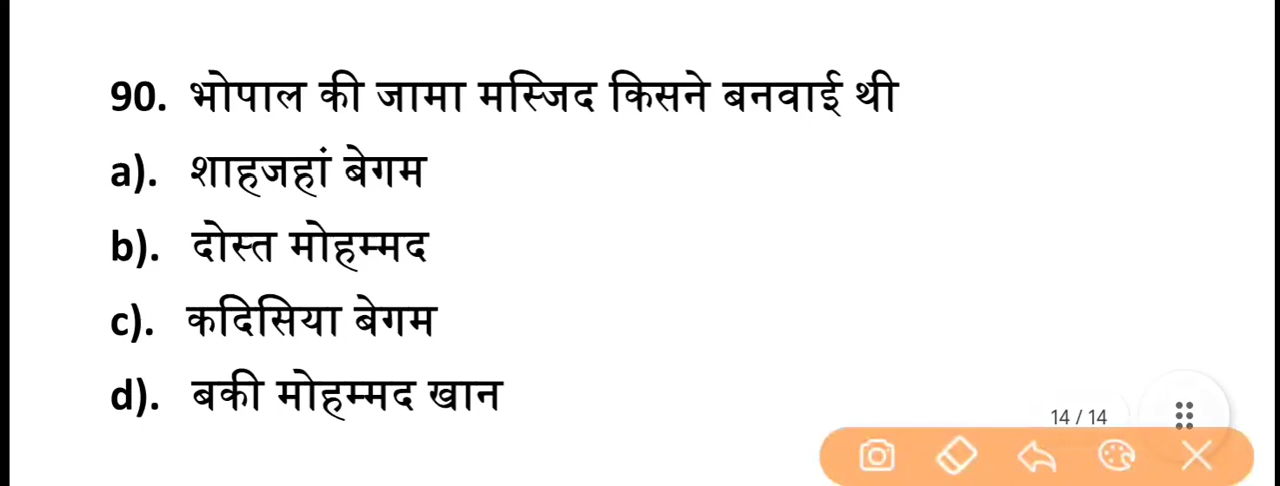 90. भोपाल की जामा मस्जिद किसने बनवाई थी
a). शाहजहां बेगम
b). दोस्त मोहम्मद
c). कदिसिया बेगम
d). बकी मोहम्मद खान
14 / 14